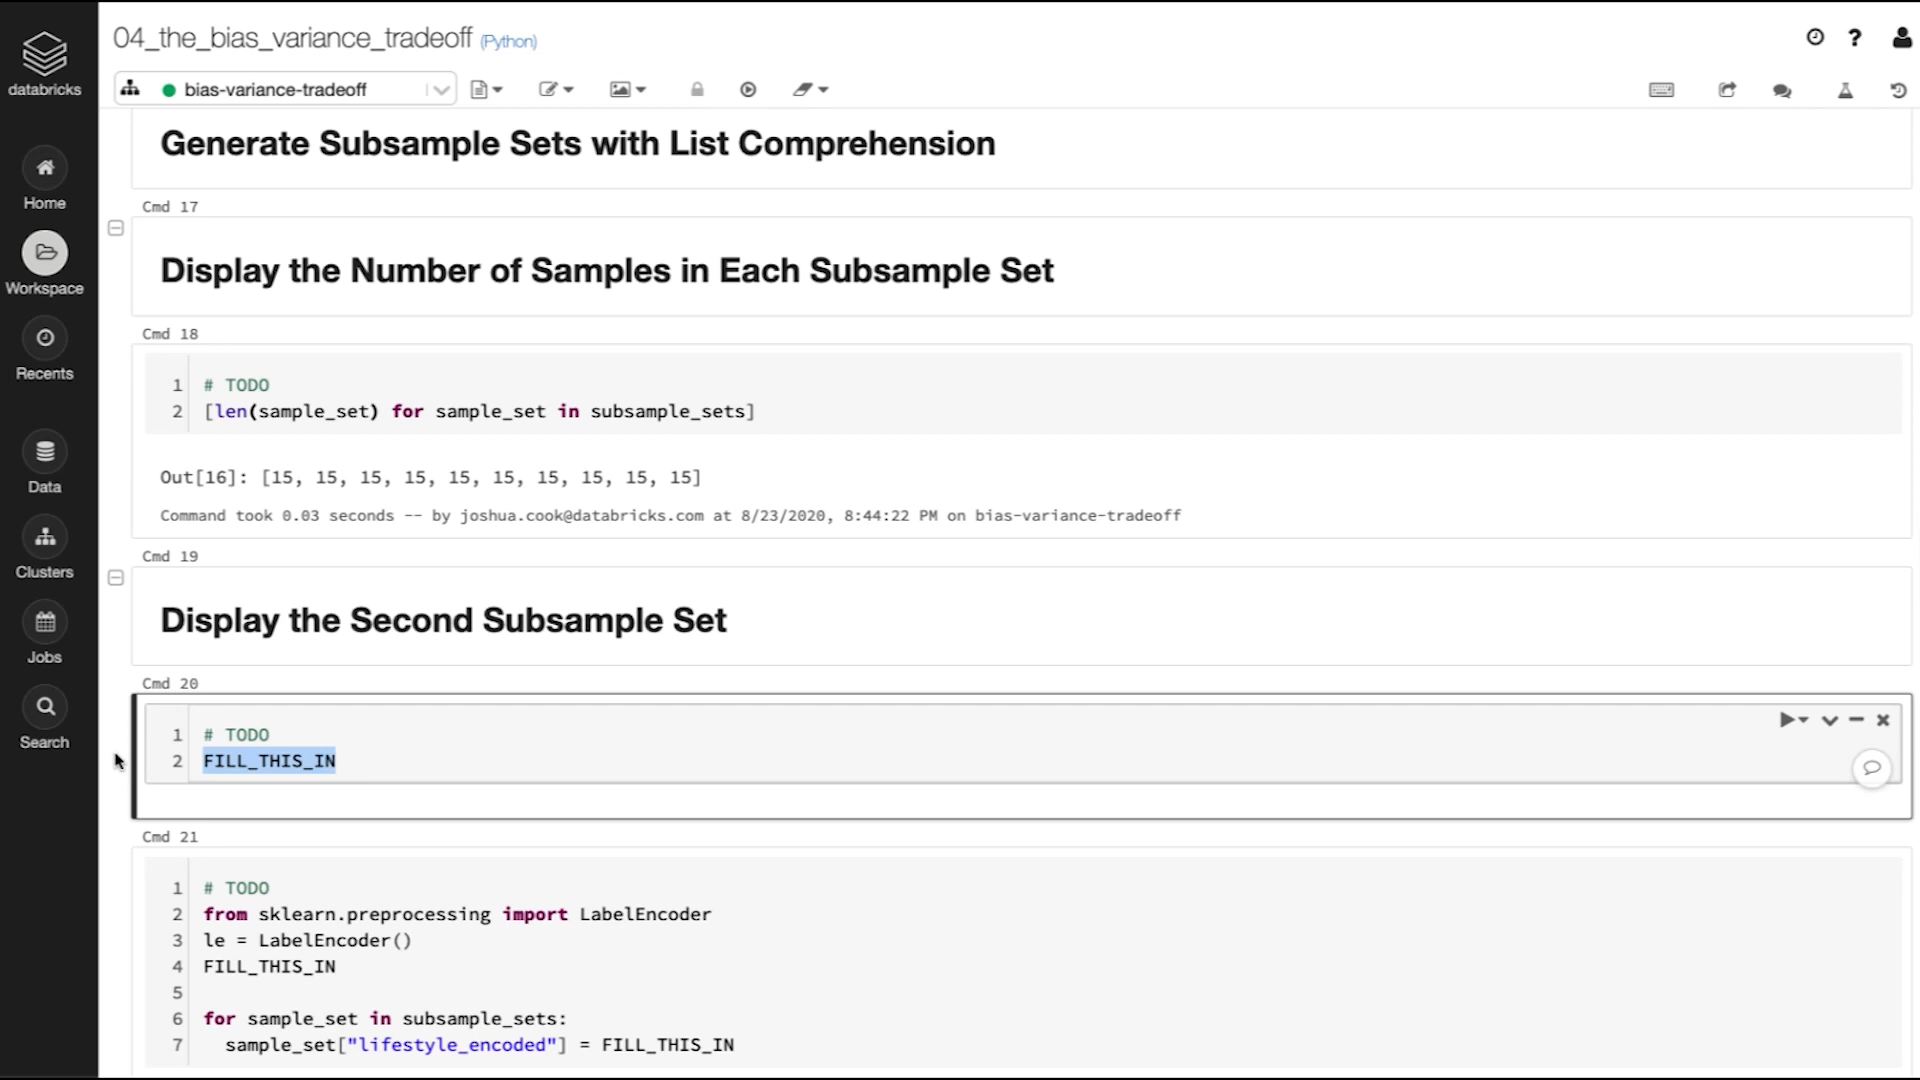 databricks
04_the_bias_variance_tradeoff (Python)
bias-variance-tradeoff
Home
Workspace
Recents
Data
Clusters
Jobs
Search
Generate Subsample Sets with List Comprehension
Cmd 17
Display the Number of Samples in Each Subsample Set
Cmd 18
1 # TODO
2 [len(sample_set) for sample_set in subsample_sets]
Out[16]: [15, 15, 15, 15, 15, 15, 15, 15, 15, 15]
Command took 0.03 seconds -- by joshua.cook@databricks.com at 8/23/2020, 8:44:22 PM on bias-variance-tradeoff
Cmd 19
Display the Second Subsample Set
Cmd 20
1 # TODO
2 FILL_THIS_IN
Cmd 21
1 # TODO
2 from sklearn.preprocessing import LabelEncoder
3 le = LabelEncoder()
4 FILL_THIS_IN
5
6 for sample_set in subsample_sets:
7 sample_set["lifestyle_encoded"] = FILL_THIS_IN